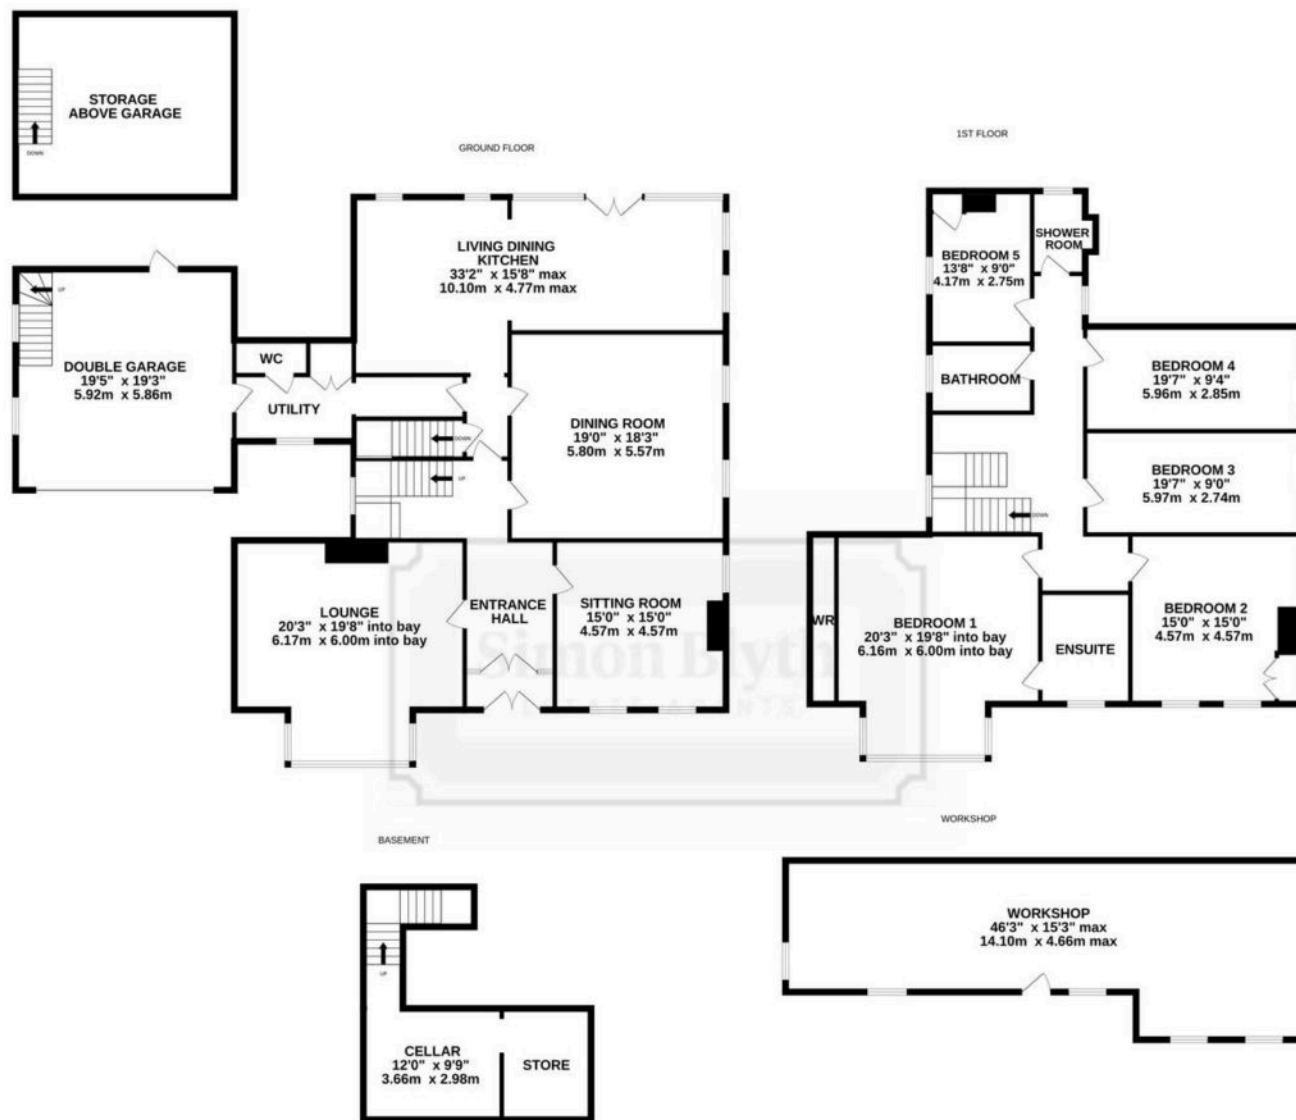 STORAGE
ABOVE GARAGE
DOWN
GROUND FLOOR
LIVING DINING
KITCHEN
33'2" x 15'8" max
10.10m x 4.77m max
UP
DOUBLE GARAGE
19'5" x 19'3"
5.92m x 5.86m
WC
UTILITY
DOWN
UP
DINING ROOM
19'0" x 18'3"
5.80m x 5.57m
LOUNGE
20'3" x 19'8" into bay
6.17m x 6.00m into bay
ENTRANCE
HALL
SITTING ROOM
15'0" x 15'0"
4.57m x 4.57m
Simon Blyth
ESTATE AGENTS
1ST FLOOR
BEDROOM 5
13'8" x 9'0"
4.17m x 2.75m
SHOWER
ROOM
BATHROOM
BEDROOM 4
19'7" x 9'4"
5.96m x 2.85m
BEDROOM 3
19'7" x 9'0"
5.97m x 2.74m
DOWN
WR
BEDROOM 1
20'3" x 19'8" into bay
6.16m x 6.00m into bay
ENSUITE
BEDROOM 2
15'0" x 15'0"
4.57m x 4.57m
BASEMENT
UP
CELLAR
12'0" x 9'9"
3.66m x 2.98m
STORE
WORKSHOP
WORKSHOP
46'3" x 15'3" max
14.10m x 4.66m max